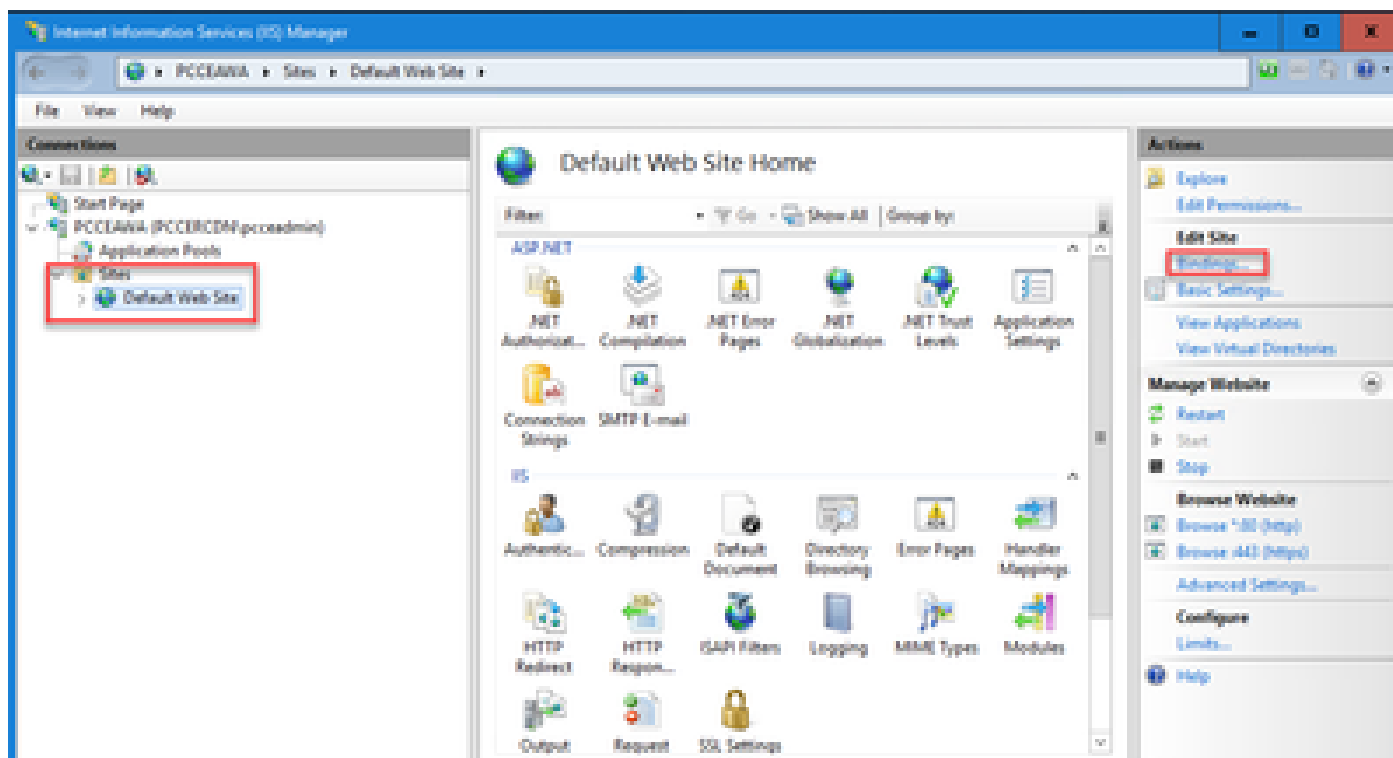 Internet Information Services (IIS) Manager
PCCEAWA Sites Default Web Site
File View Help
Connections
Start Page
PCCEAWA (PCCERCDN\pcceadmin)
Application Pools
Sites
Default Web Site
Default Web Site Home
Filter: Go Show All Group by:
ASP.NET
.NET Authorizat...
.NET Compilation
.NET Error Pages
.NET Globalization
.NET Trust Levels
Application Settings
Connection Strings
SMTP E-mail
IIS
Authentic...
Compression
Default Document
Directory Browsing
Error Pages
Handler Mappings
HTTP Redirect
HTTP Respon...
ISAPI Filters
Logging
MIME Types
Modules
Output
Request
SSL Settings
Actions
Explore
Edit Permissions...
Edit Site
Bindings...
Basic Settings...
View Applications
View Virtual Directories
Manage Website
Restart
Start
Stop
Browse Website
Browse *:80 (http)
Browse :443 (https)
Advanced Settings...
Configure
Limits...
Help